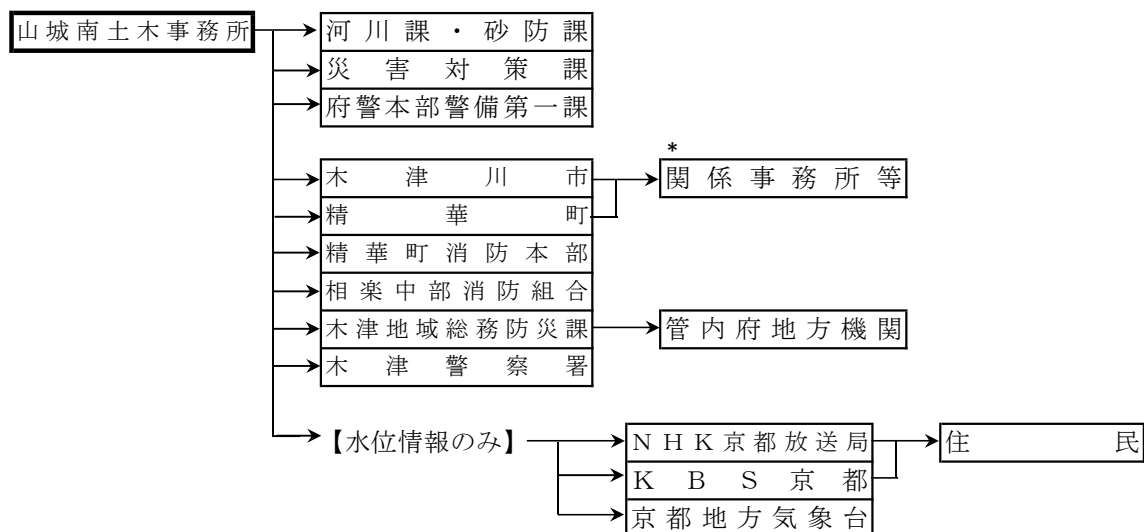 山城南土木事務所
河川課・砂防課
災害対策課
府警本部警備第一課
木津川市
*
関係事務所等
精華町
精華町消防本部
相楽中部消防組合
木津地域総務防災課
管内府地方機関
木津警察署
【水位情報のみ】
NHK京都放送局
住民
KBS京都
京都地方気象台